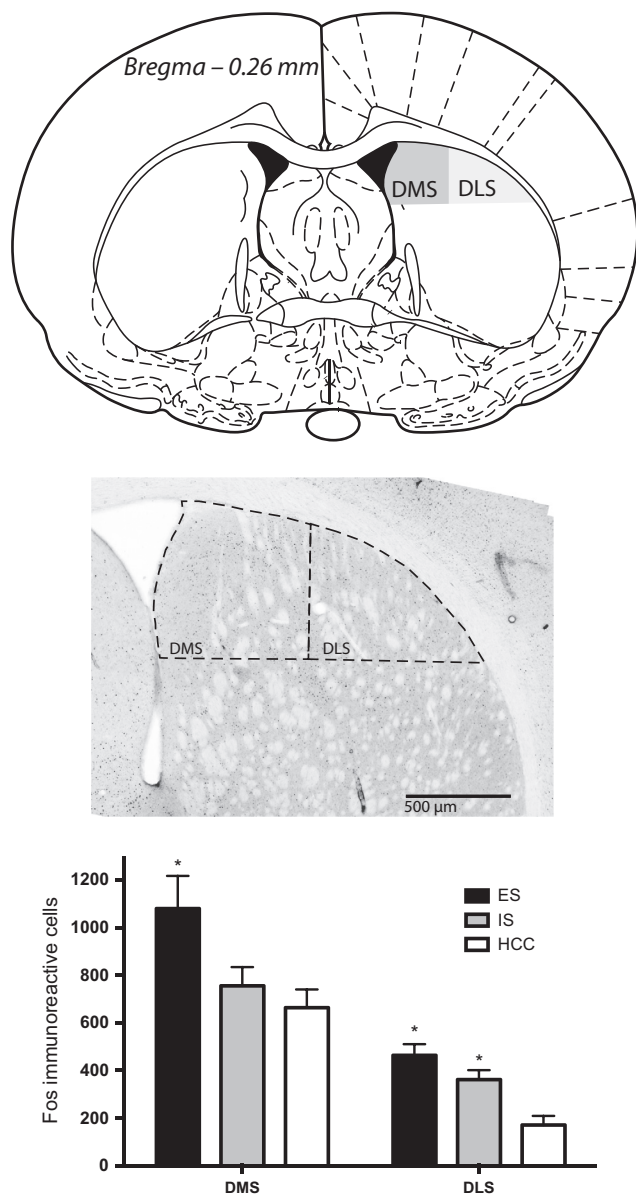 Bregma – 0.26 mm
DMS
DLS
DMS
DLS
500 µm
Fos immunoreactive cells
1200
1000
800
600
400
200
0
*
*
*
ES
IS
HCC
DMS
DLS